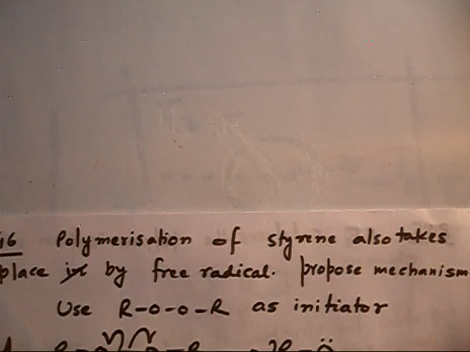 16 Polymerisation of styrene also takes
place by free radical. Propose mechanism
Use R-O-O-R as initiator